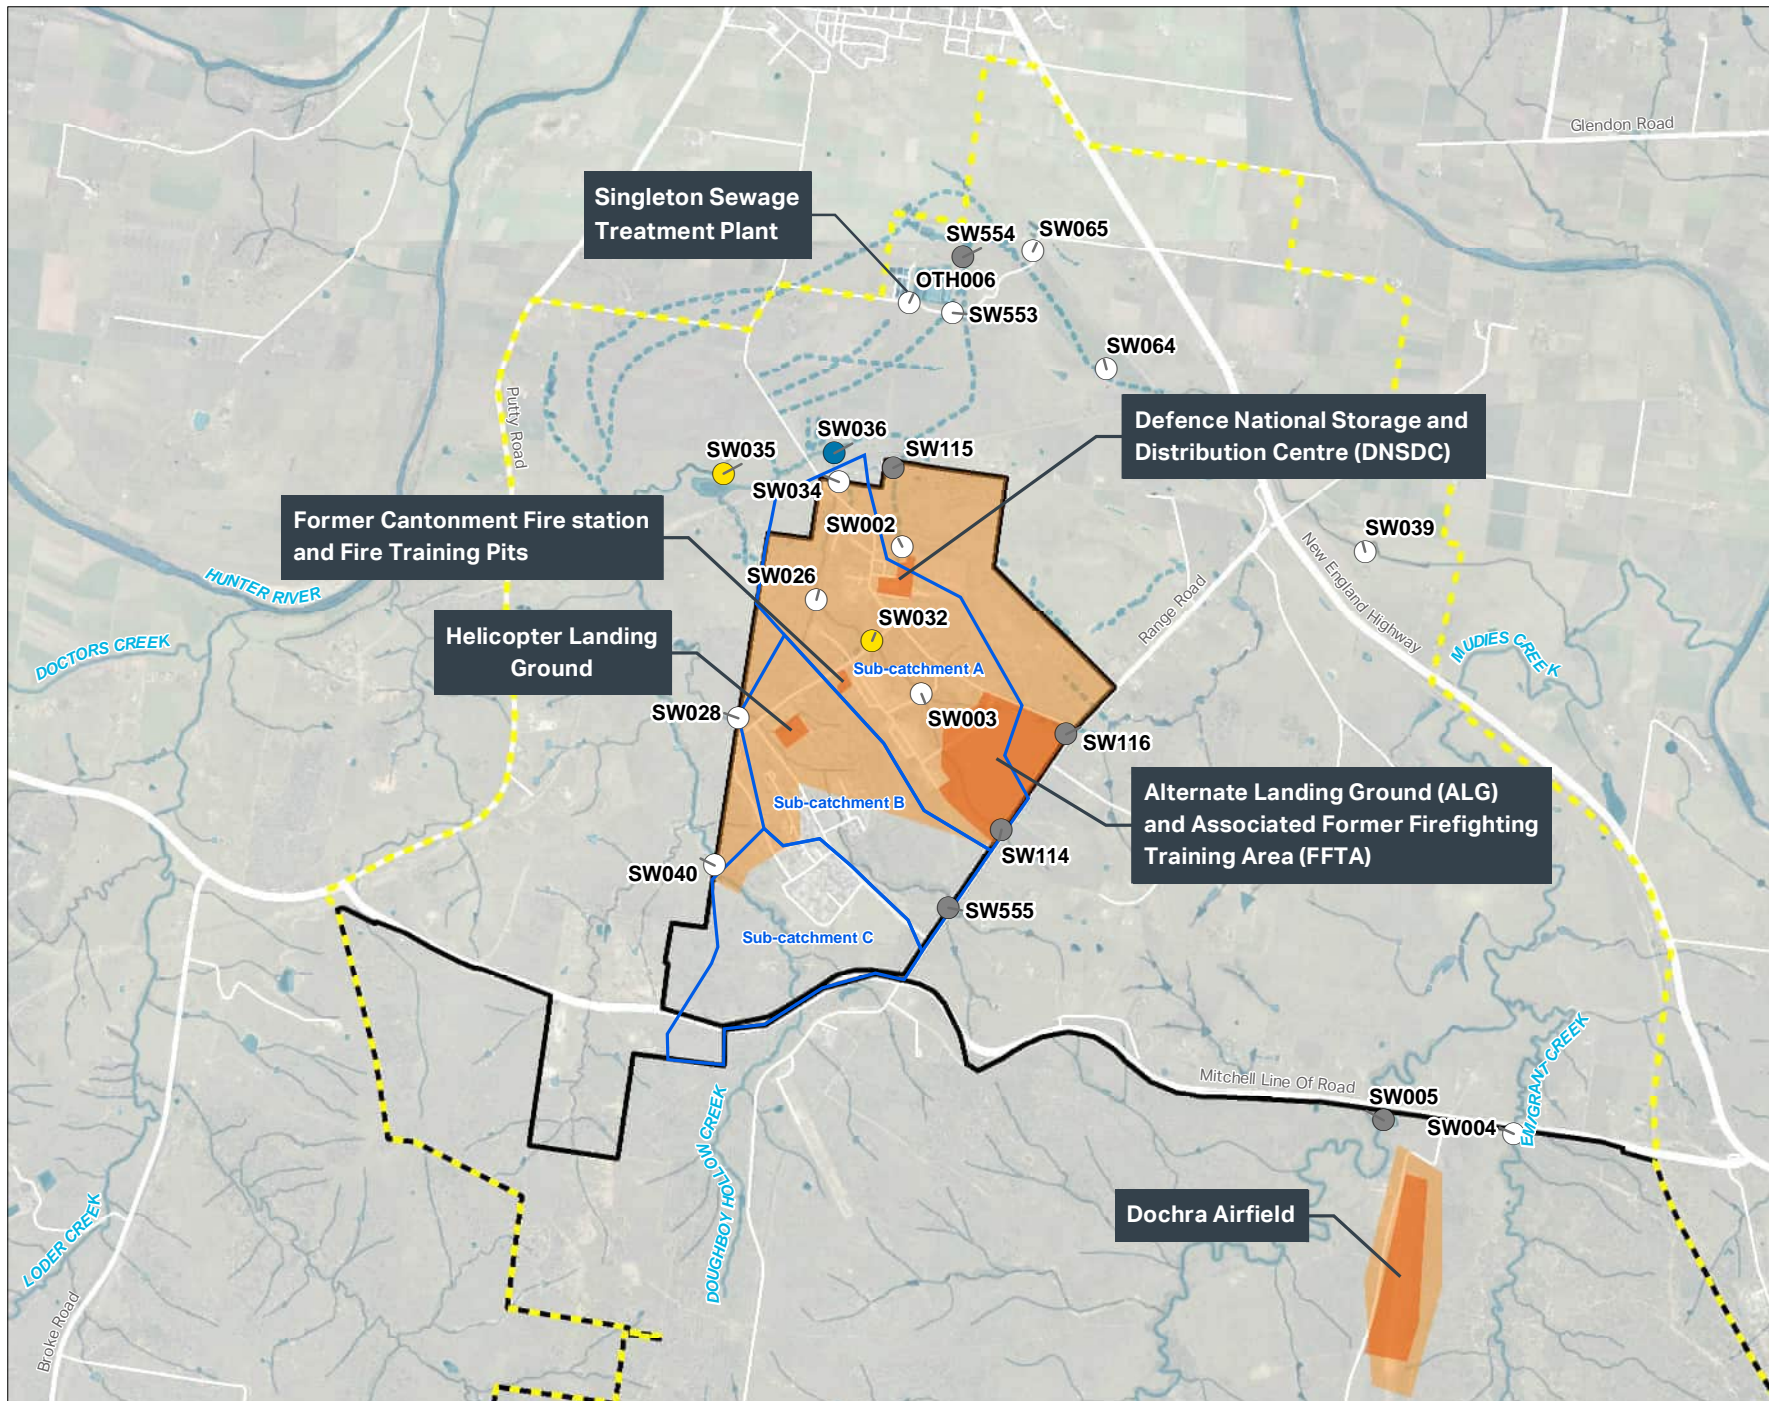 Glendon Road
Singleton Sewage
Treatment Plant
SW554
SW065
OTH006
SW553
SW064
Putty Road
Defence National Storage and
Distribution Centre (DNSDC)
SW036
SW035
SW115
SW034
Former Cantonment Fire station
and Fire Training Pits
SW002
SW039
New England Highway
HUNTER RIVER
SW026
Range Road
SW032
Helicopter Landing
Ground
DOCTORS CREEK
MUDIES CREEK
Sub-catchment A
SW028
SW003
SW116
Alternate Landing Ground (ALG)
and Associated Former Firefighting
Training Area (FFTA)
Sub-catchment B
SW114
SW040
SW555
Sub-catchment C
EMIGRANT CREEK
Mitchell Line Of Road
SW005
SW004
DOUGHBOY HOLLOW CREEK
Dochra Airfield
LODER CREEK
Broke Road